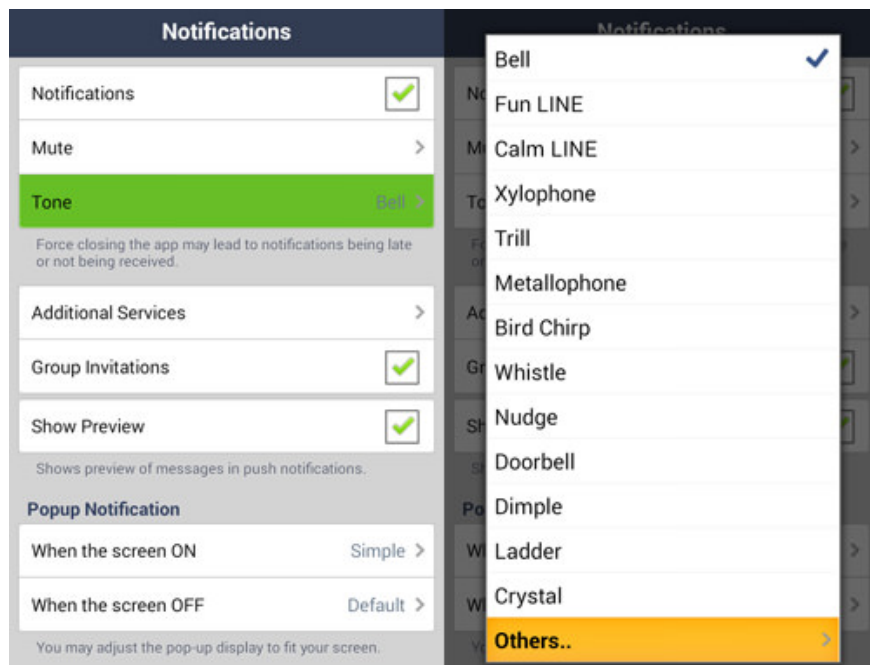 Notifications
Notifications
Mute
Tone Bell
Force closing the app may lead to notifications being late
or not being received.
Additional Services
Group Invitations
Show Preview
Shows preview of messages in push notifications.
Popup Notification
When the screen ON Simple
When the screen OFF Default
You may adjust the pop-up display to fit your screen.
Notifications
Bell
Fun LINE
Calm LINE
Xylophone
Trill
Metallophone
Bird Chirp
Whistle
Nudge
Doorbell
Dimple
Ladder
Crystal
Others..